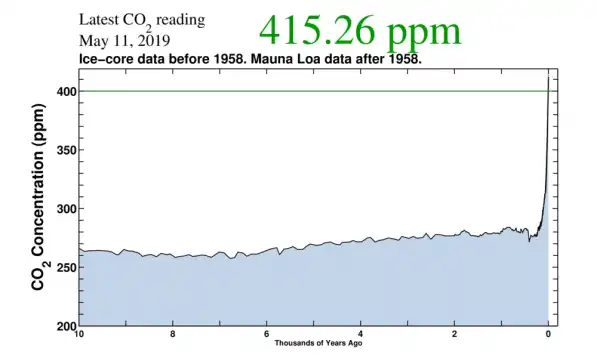 Latest CO2 reading
May 11, 2019
415.26 ppm
Ice-core data before 1958. Mauna Loa data after 1958.
CO2 Concentration (ppm)
400
350
300
250
200
10 8 6 4 2 0
Thousands of Years Ago